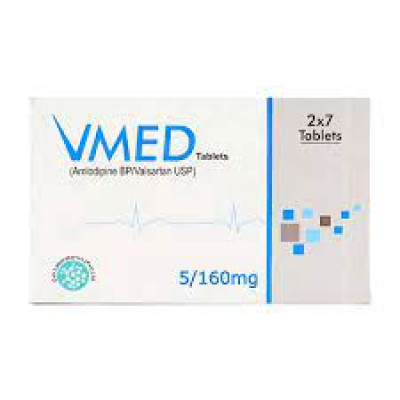 VMED Tablets
(Amlodipine BP/Valsartan USP)
5/160mg
2x7
Tablets